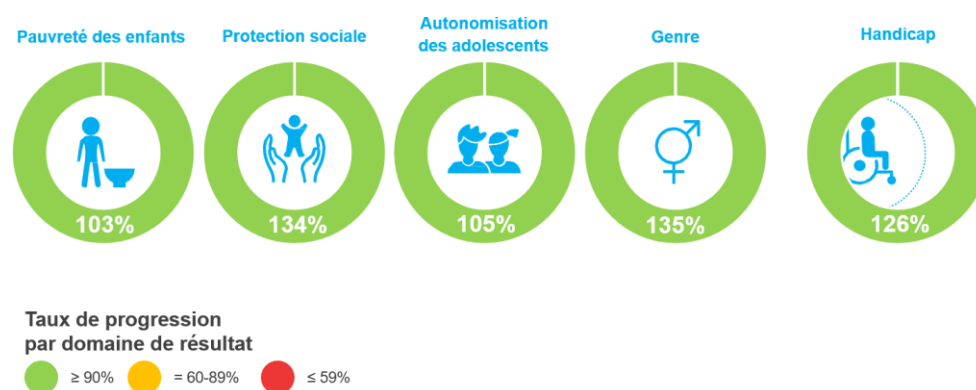 Pauvreté des enfants
Protection sociale
Autonomisation
des adolescents
Genre
Handicap
103%
134%
105%
135%
126%
Taux de progression
par domaine de résultat
≥ 90%
= 60-89%
≤ 59%